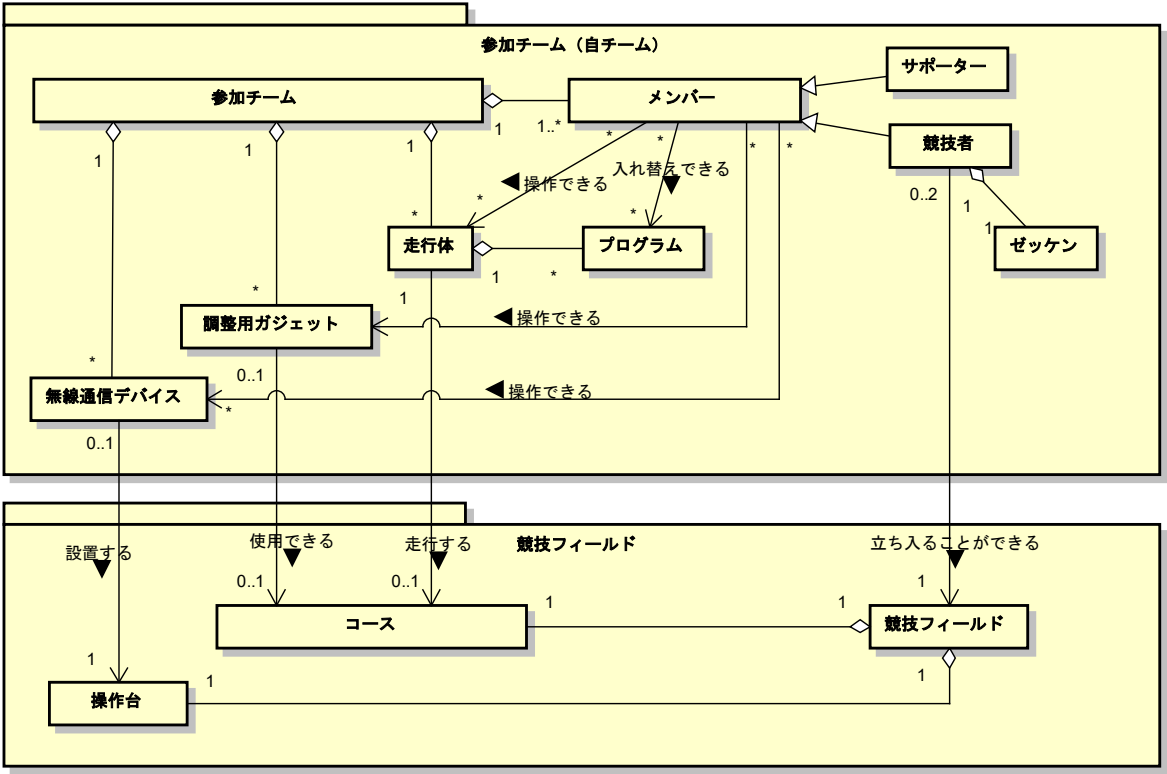 参加チーム（自チーム）
サポーター
参加チーム
メンバー
1
1..*
競技者
1
1
1
*
*
*
*
入れ替えできる
操作できる
0..2
1
*
*
*
1
走行体
プログラム
ゼッケン
1
*
*
1
調整用ガジェット
操作できる
*
0..1
無線通信デバイス
操作できる
*
0..1
競技フィールド
設置する
使用できる
走行する
立ち入ることができる
0..1
0..1
1
コース
1
1
競技フィールド
1
1
1
操作台